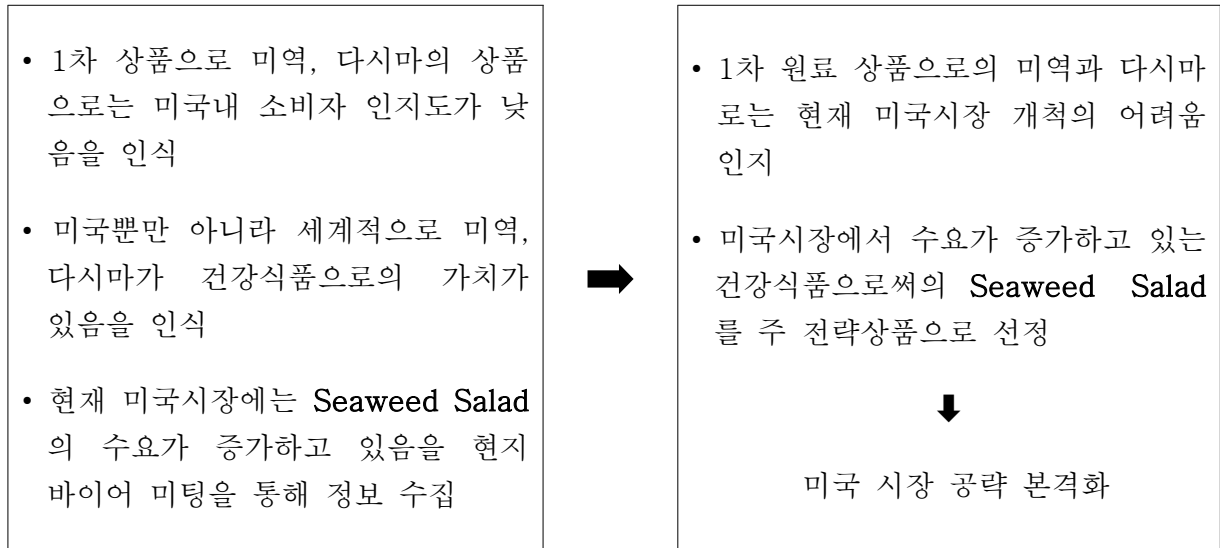 • 1차 상품으로 미역, 다시마의 상품
으로는 미국내 소비자 인지도가 낮
음을 인식
• 미국뿐만 아니라 세계적으로 미역,
다시마가 건강식품으로의 가치가
있음을 인식
• 현재 미국시장에는 Seaweed Salad
의 수요가 증가하고 있음을 현지
바이어 미팅을 통해 정보 수집
• 1차 원료 상품으로의 미역과 다시마
로는 현재 미국시장 개척의 어려움
인지
• 미국시장에서 수요가 증가하고 있는
건강식품으로써의 Seaweed Salad
를 주 전략상품으로 선정
미국 시장 공략 본격화